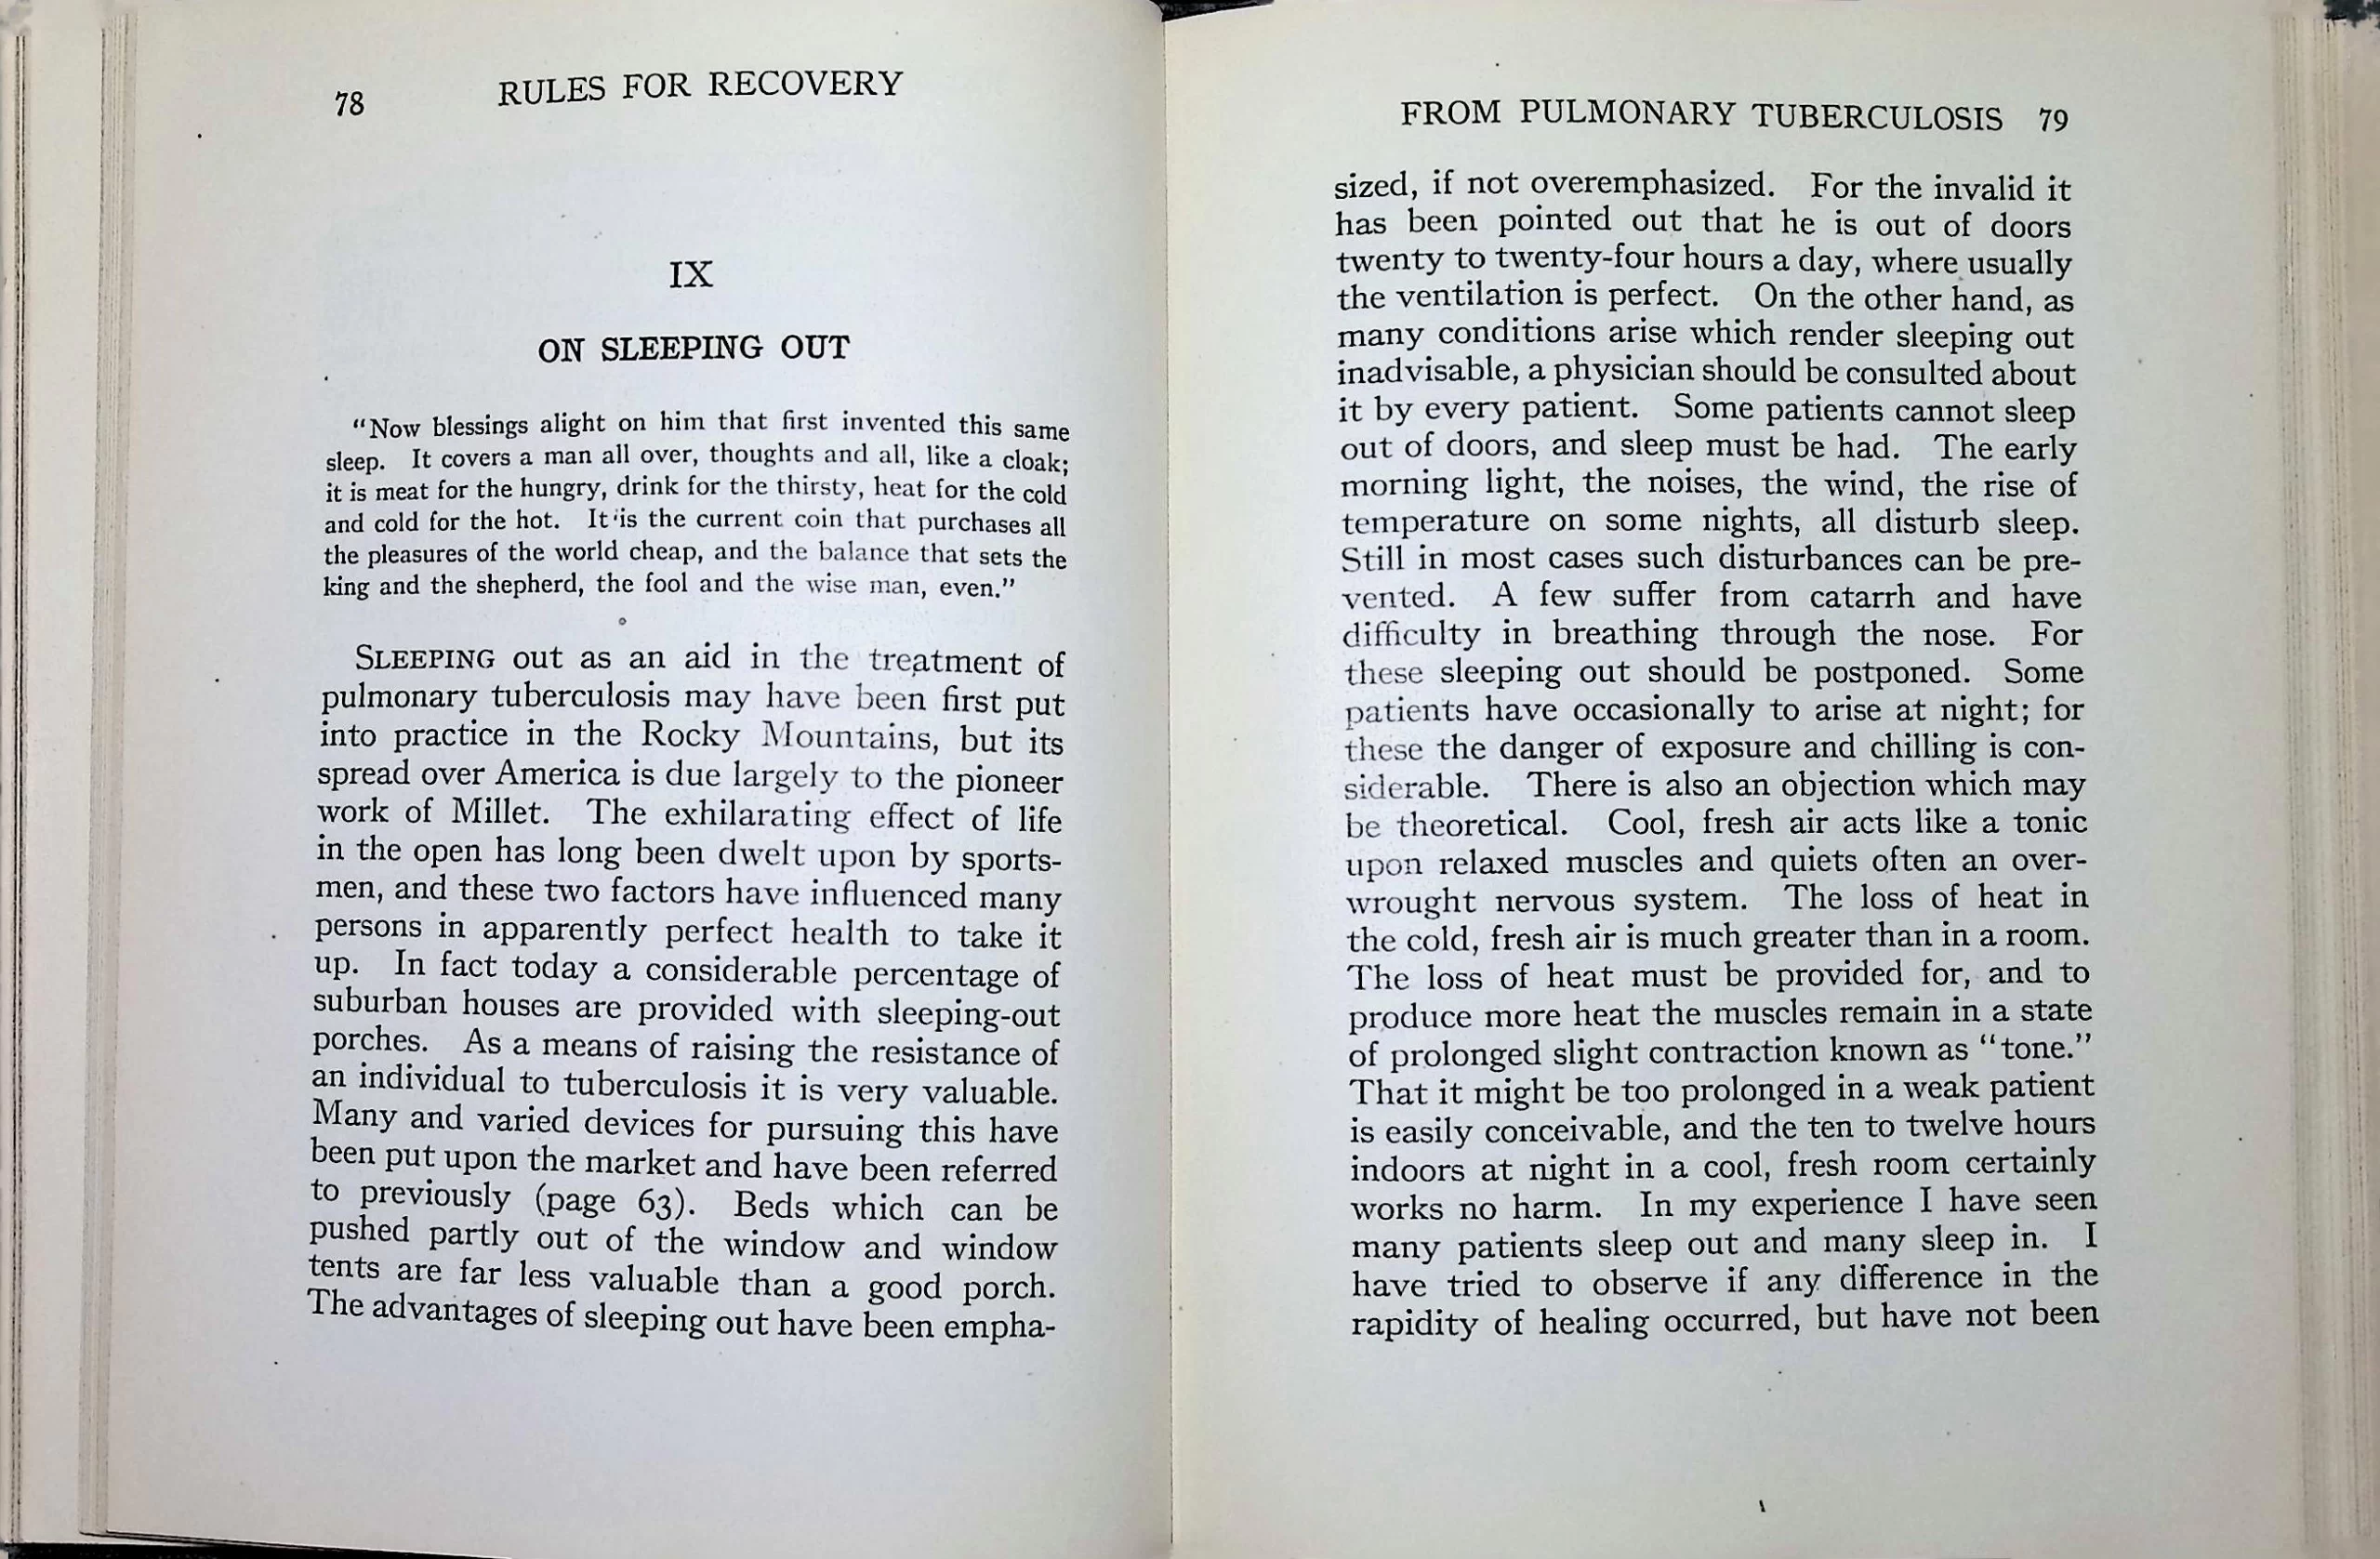 78 RULES FOR RECOVERY
IX
ON SLEEPING OUT
"Now blessings alight on him that first invented this same
sleep. It covers a man all over, thoughts and all, like a cloak;
it is meat for the hungry, drink for the thirsty, heat for the cold
and cold for the hot. It is the current coin that purchases all
the pleasures of the world cheap, and the balance that sets the
king and the shepherd, the fool and the wise man, even."
SLEEPING out as an aid in the treatment of
pulmonary tuberculosis may have been first put
into practice in the Rocky Mountains, but its
spread over America is due largely to the pioneer
work of Millet. The exhilarating effect of life
in the open has long been dwelt upon by sports-
men, and these two factors have influenced many
persons in apparently perfect health to take it
up. In fact today a considerable percentage of
suburban houses are provided with sleeping-out
porches. As a means of raising the resistance of
an individual to tuberculosis it is very valuable.
Many and varied devices for pursuing this have
been put upon the market and have been referred
to previously (page 63). Beds which can be
pushed partly out of the window and window
tents are far less valuable than a good porch.
The advantages of sleeping out have been empha-
FROM PULMONARY TUBERCULOSIS 79
sized, if not overemphasized. For the invalid it
has been pointed out that he is out of doors
twenty to twenty-four hours a day, where usually
the ventilation is perfect. On the other hand, as
many conditions arise which render sleeping out
inadvisable, a physician should be consulted about
it by every patient. Some patients cannot sleep
out of doors, and sleep must be had. The early
morning light, the noises, the wind, the rise of
temperature on some nights, all disturb sleep.
Still in most cases such disturbances can be pre-
vented. A few suffer from catarrh and have
difficulty in breathing through the nose. For
these sleeping out should be postponed. Some
patients have occasionally to arise at night; for
these the danger of exposure and chilling is con-
siderable. There is also an objection which may
be theoretical. Cool, fresh air acts like a tonic
upon relaxed muscles and quiets often an over-
wrought nervous system. The loss of heat in
the cold, fresh air is much greater than in a room.
The loss of heat must be provided for, and to
produce more heat the muscles remain in a state
of prolonged slight contraction known as "tone."
That it might be too prolonged in a weak patient
is easily conceivable, and the ten to twelve hours
indoors at night in a cool, fresh room certainly
works no harm. In my experience I have seen
many patients sleep out and many sleep in. I
have tried to observe if any difference in the
rapidity of healing occurred, but have not been